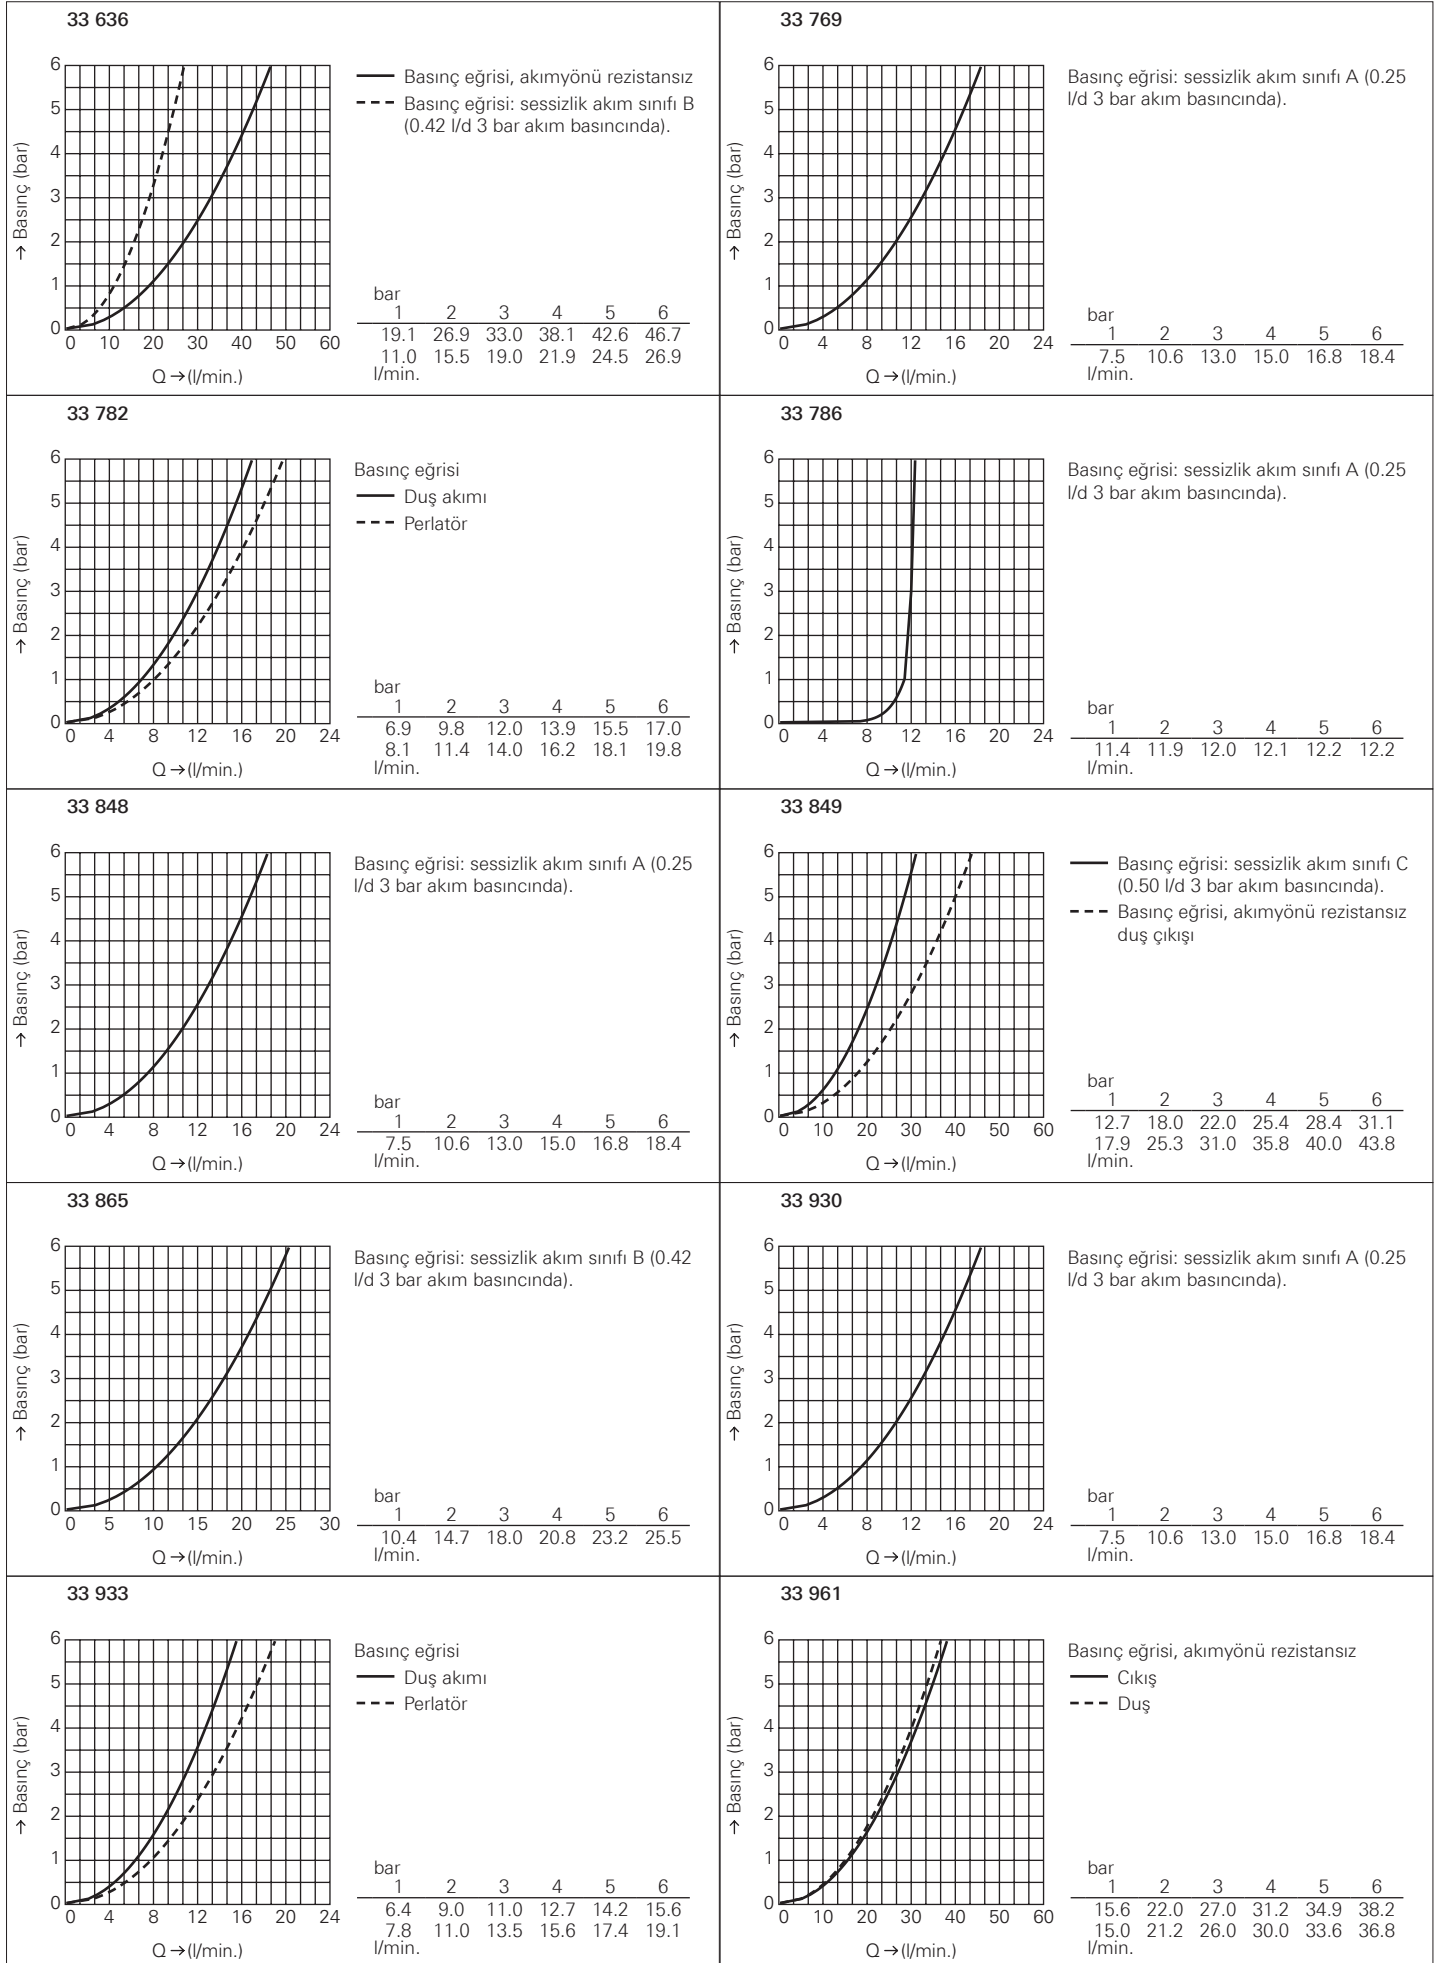 33 636
6
5
4
3
2
1
0
→ Basınç (bar)
0 10 20 30 40 50 60
Q → (l/min.)
Basınç eğrisi, akımyönü rezistansız
Basınç eğrisi: sessizlik akım sınıfı B
(0.42 l/d 3 bar akım basıncında).
bar
1 2 3 4 5 6
19.1 26.9 33.0 38.1 42.6 46.7
11.0 15.5 19.0 21.9 24.5 26.9
l/min.
33 769
6
5
4
3
2
1
0
→ Basınç (bar)
0 4 8 12 16 20 24
Q → (l/min.)
Basınç eğrisi: sessizlik akım sınıfı A (0.25
l/d 3 bar akım basıncında).
bar
1 2 3 4 5 6
7.5 10.6 13.0 15.0 16.8 18.4
l/min.
33 782
6
5
4
3
2
1
0
→ Basınç (bar)
0 4 8 12 16 20 24
Q → (l/min.)
Basınç eğrisi
Duş akımı
Perlatör
bar
1 2 3 4 5 6
6.9 9.8 12.0 13.9 15.5 17.0
8.1 11.4 14.0 16.2 18.1 19.8
l/min.
33 786
6
5
4
3
2
1
0
→ Basınç (bar)
0 4 8 12 16 20 24
Q → (l/min.)
Basınç eğrisi: sessizlik akım sınıfı A (0.25
l/d 3 bar akım basıncında).
bar
1 2 3 4 5 6
11.4 11.9 12.0 12.1 12.2 12.2
l/min.
33 848
6
5
4
3
2
1
0
→ Basınç (bar)
0 4 8 12 16 20 24
Q → (l/min.)
Basınç eğrisi: sessizlik akım sınıfı A (0.25
l/d 3 bar akım basıncında).
bar
1 2 3 4 5 6
7.5 10.6 13.0 15.0 16.8 18.4
l/min.
33 849
6
5
4
3
2
1
0
→ Basınç (bar)
0 10 20 30 40 50 60
Q → (l/min.)
Basınç eğrisi: sessizlik akım sınıfı C
(0.50 l/d 3 bar akım basıncında).
Basınç eğrisi, akımyönü rezistansız
duş çıkışı
bar
1 2 3 4 5 6
12.7 18.0 22.0 25.4 28.4 31.1
17.9 25.3 31.0 35.8 40.0 43.8
l/min.
33 865
6
5
4
3
2
1
0
→ Basınç (bar)
0 5 10 15 20 25 30
Q → (l/min.)
Basınç eğrisi: sessizlik akım sınıfı B (0.42
l/d 3 bar akım basıncında).
bar
1 2 3 4 5 6
10.4 14.7 18.0 20.8 23.2 25.5
l/min.
33 930
6
5
4
3
2
1
0
→ Basınç (bar)
0 4 8 12 16 20 24
Q → (l/min.)
Basınç eğrisi: sessizlik akım sınıfı A (0.25
l/d 3 bar akım basıncında).
bar
1 2 3 4 5 6
7.5 10.6 13.0 15.0 16.8 18.4
l/min.
33 933
6
5
4
3
2
1
0
→ Basınç (bar)
0 4 8 12 16 20 24
Q → (l/min.)
Basınç eğrisi
Duş akımı
Perlatör
bar
1 2 3 4 5 6
6.4 9.0 11.0 12.7 14.2 15.6
7.8 11.0 13.5 15.6 17.4 19.1
l/min.
33 961
6
5
4
3
2
1
0
→ Basınç (bar)
0 10 20 30 40 50 60
Q → (l/min.)
Basınç eğrisi, akımyönü rezistansız
Cıkış
Duş
bar
1 2 3 4 5 6
15.6 22.0 27.0 31.2 34.9 38.2
15.0 21.2 26.0 30.0 33.6 36.8
l/min.